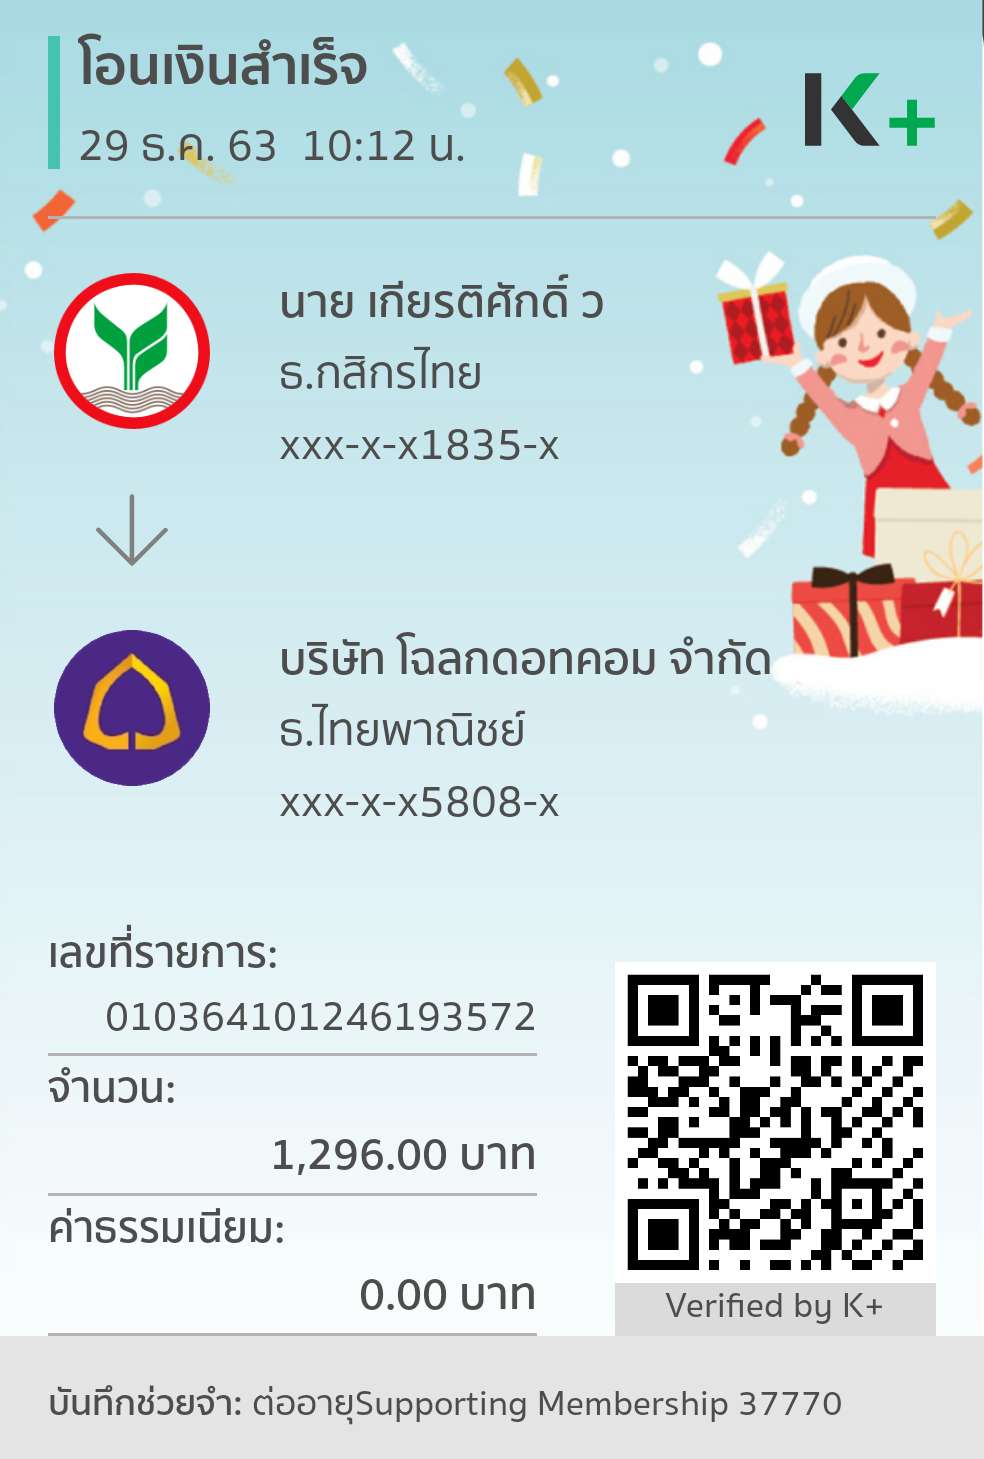 โอนเงินสำเร็จ
29 ธ.ค. 63 10:12 น.
K+
นาย เกียรติศักดิ์ ว
ธ.กสิกรไทย
xxx-x-x1835-x
บริษัท โฉลกดอทคอม จำกัด
ธ.ไทยพาณิชย์
xxx-x-x5808-x
เลขที่รายการ:
010364101246193572
จำนวน:
1,296.00 บาท
ค่าธรรมเนียม:
0.00 บาท
Verified by K+
บันทึกช่วยจำ: ต่ออายุSupporting Membership 37770